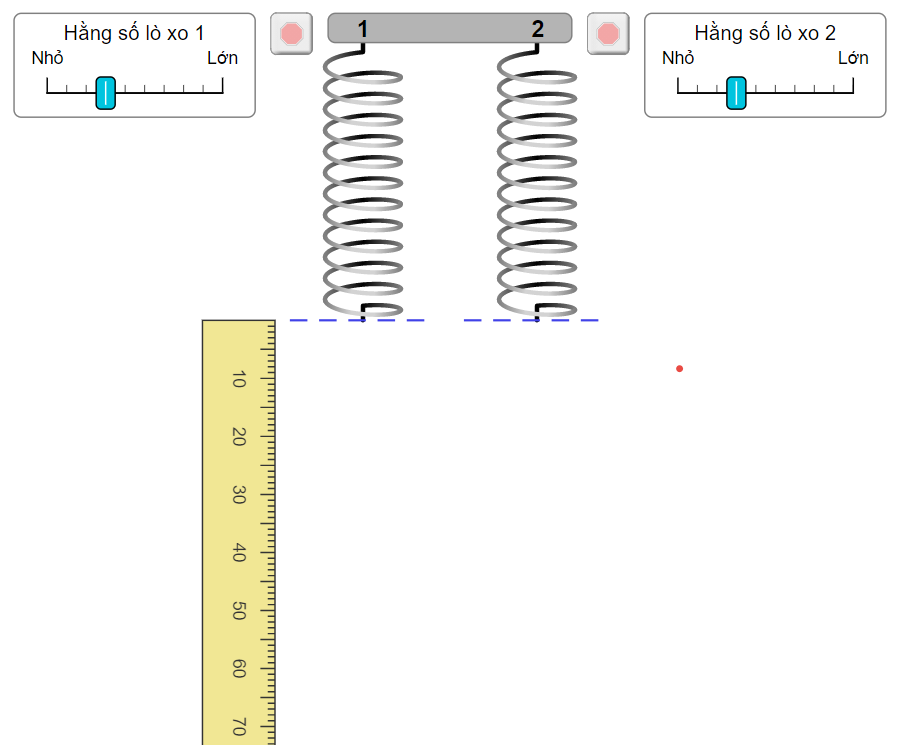 Hằng số lò xo 1
Nhỏ Lớn
1 2
Hằng số lò xo 2
Nhỏ Lớn
10
20
30
40
50
60
70